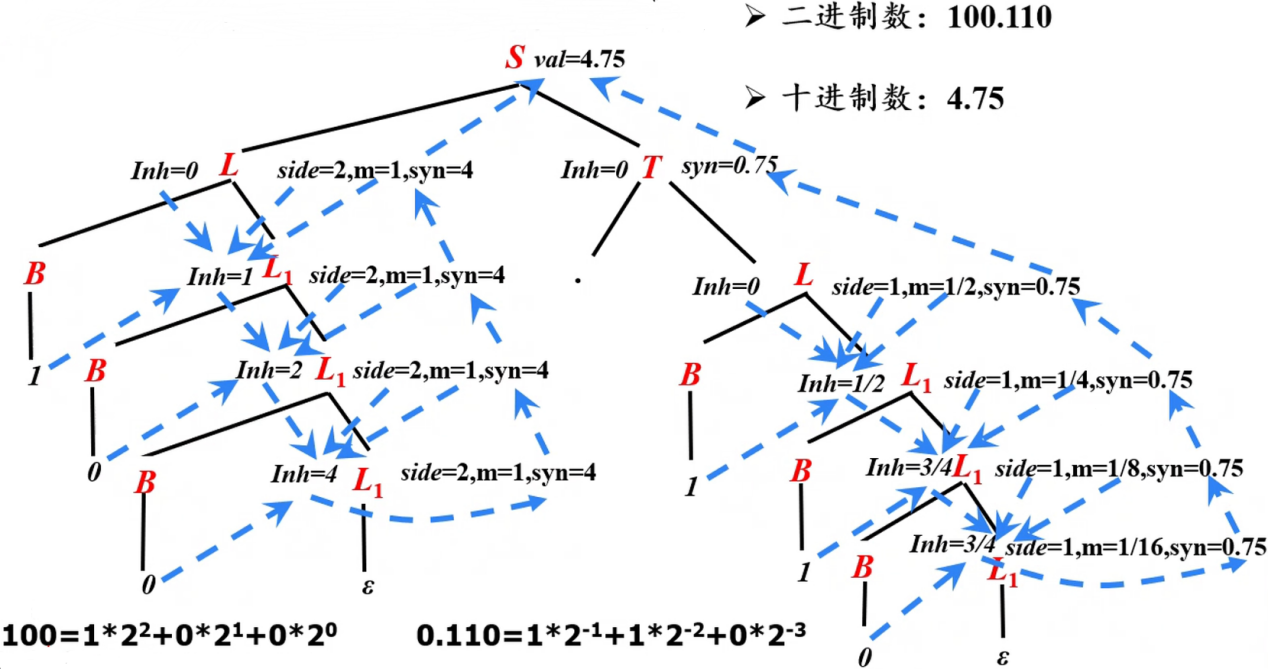 ➢ 二进制数：100.110
S val=4.75
➢ 十进制数：4.75
Inh=0 L side=2,m=1,syn=4
Inh=0 T syn=0.75
B Inh=1 L1 side=2,m=1,syn=4
.
Inh=0 L side=1,m=1/2,syn=0.75
1 B Inh=2 L1 side=2,m=1,syn=4
B Inh=1/2 L1 side=1,m=1/4,syn=0.75
0 B Inh=4 L1 side=2,m=1,syn=4
1 B Inh=3/4 L1 side=1,m=1/8,syn=0.75
Inh=3/4 side=1,m=1/16,syn=0.75
0 ε
1 B L1
100=1*2²+0*2¹+0*2⁰
0.110=1*2⁻¹+1*2⁻²+0*2⁻³
0 ε